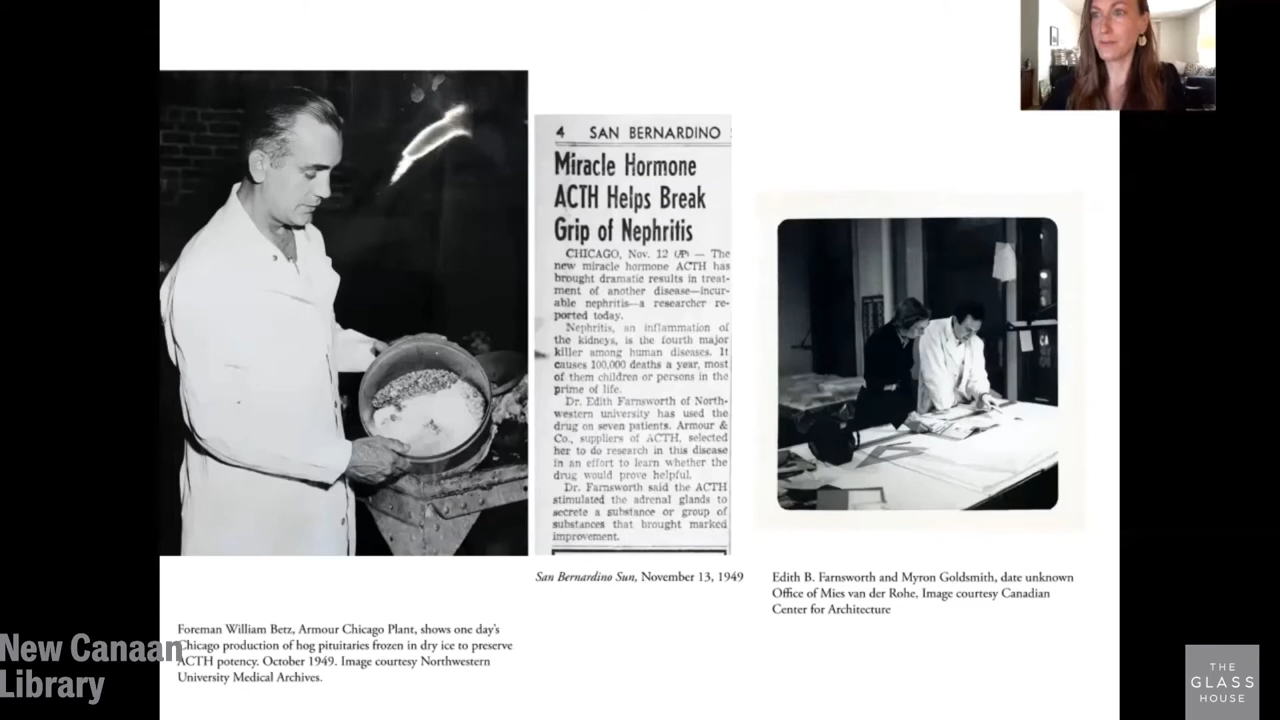 4 SAN BERNARDINO
Miracle Hormone
ACTH Helps Break
Grip of Nephritis
CHICAGO, Nov. 12 (AP) — The
new miracle hormone ACTH has
brought dramatic results in treat-
ment of another disease—incur-
able nephritis—a researcher re-
ported today.
Nephritis, an inflammation of
the kidneys, is the fourth major
killer among human diseases. It
causes 100,000 deaths a year, most
of them children or persons in the
prime of life.
Dr. Edith Farnsworth of North-
western university has used the
drug on seven patients. Armour &
Co., suppliers of ACTH, selected
her to do research in this disease
in an effort to learn whether the
drug would prove helpful.
Dr. Farnsworth said the ACTH
stimulated the adrenal glands to
secrete a substance or group of
substances that brought marked
improvement.
San Bernardino Sun, November 13, 1949
Edith B. Farnsworth and Myron Goldsmith, date unknown
Office of Mies van der Rohe, Image courtesy Canadian
Center for Architecture
Foreman William Betz, Armour Chicago Plant, shows one day's
Chicago production of hog pituitaries frozen in dry ice to preserve
ACTH potency. October 1949. Image courtesy Northwestern
University Medical Archives.
New Canaan
Library
THE
GLASS
HOUSE